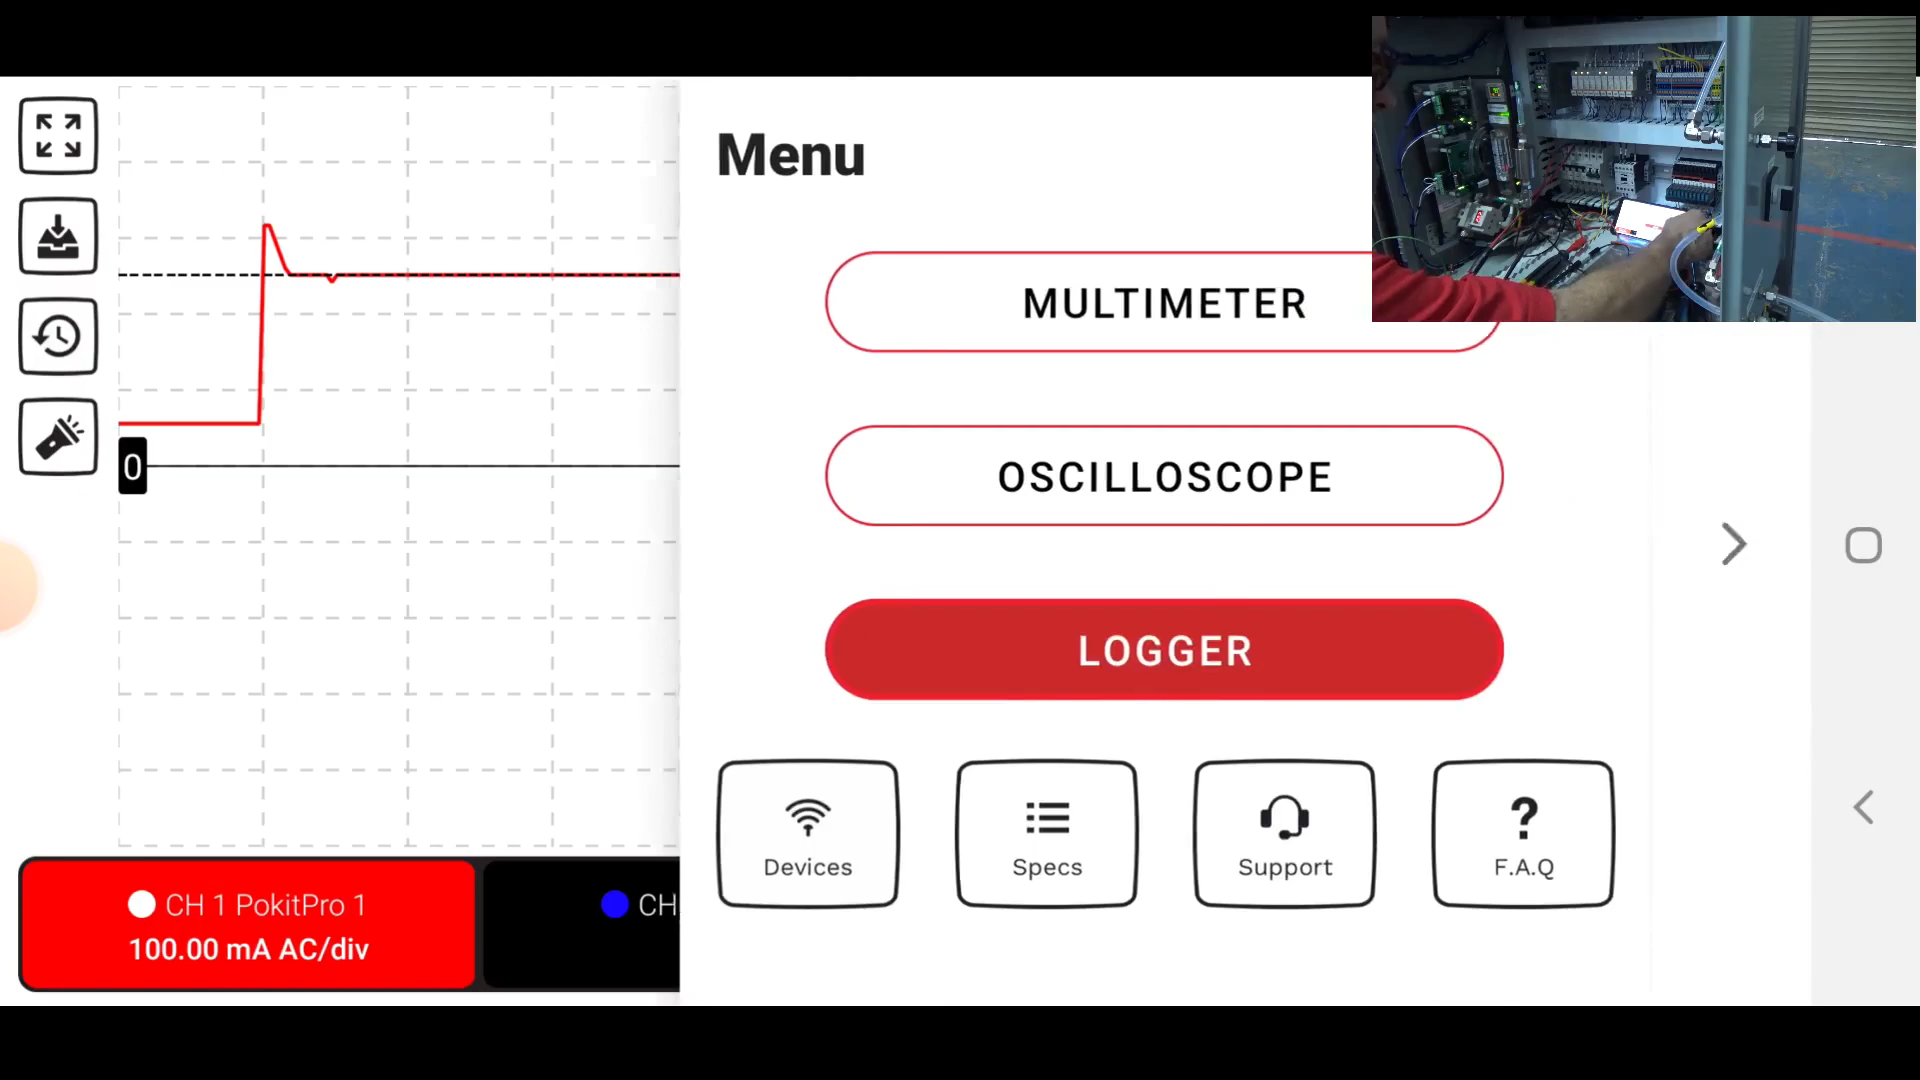 Menu
MULTIMETER
OSCILLOSCOPE
LOGGER
0
Devices
Specs
Support
F.A.Q
CH 1 PokitPro 1
100.00 mA AC/div
CH